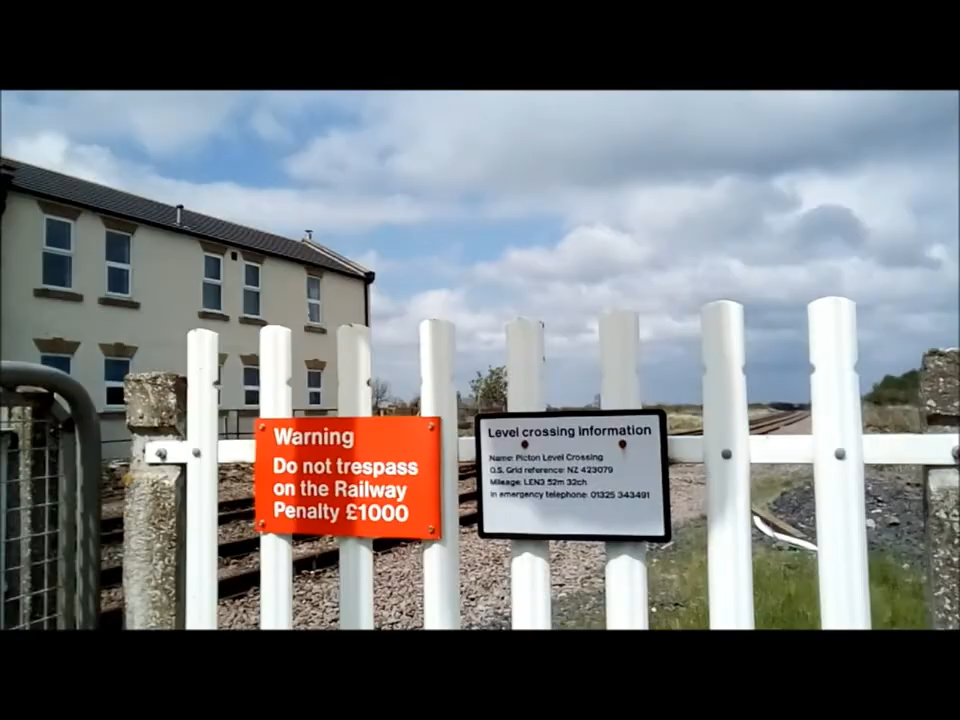 Warning
Do not trespass
on the Railway
Penalty £1000
Level crossing information
Name: Picton Level Crossing
O.S. Grid reference: NZ 423079
Mileage: LEN3 52m 32ch
In emergency telephone: 01325 343491